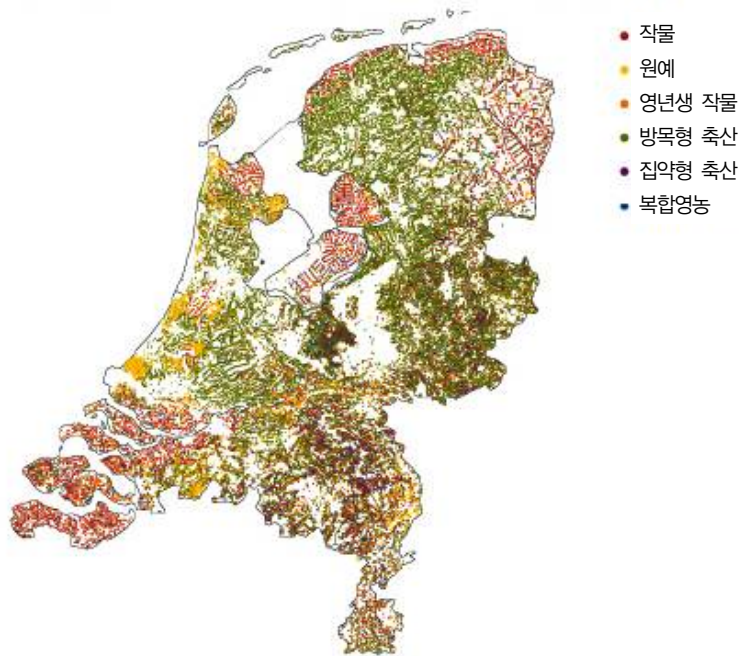 작물
원예
영년생 작물
방목형 축산
집약형 축산
복합영농